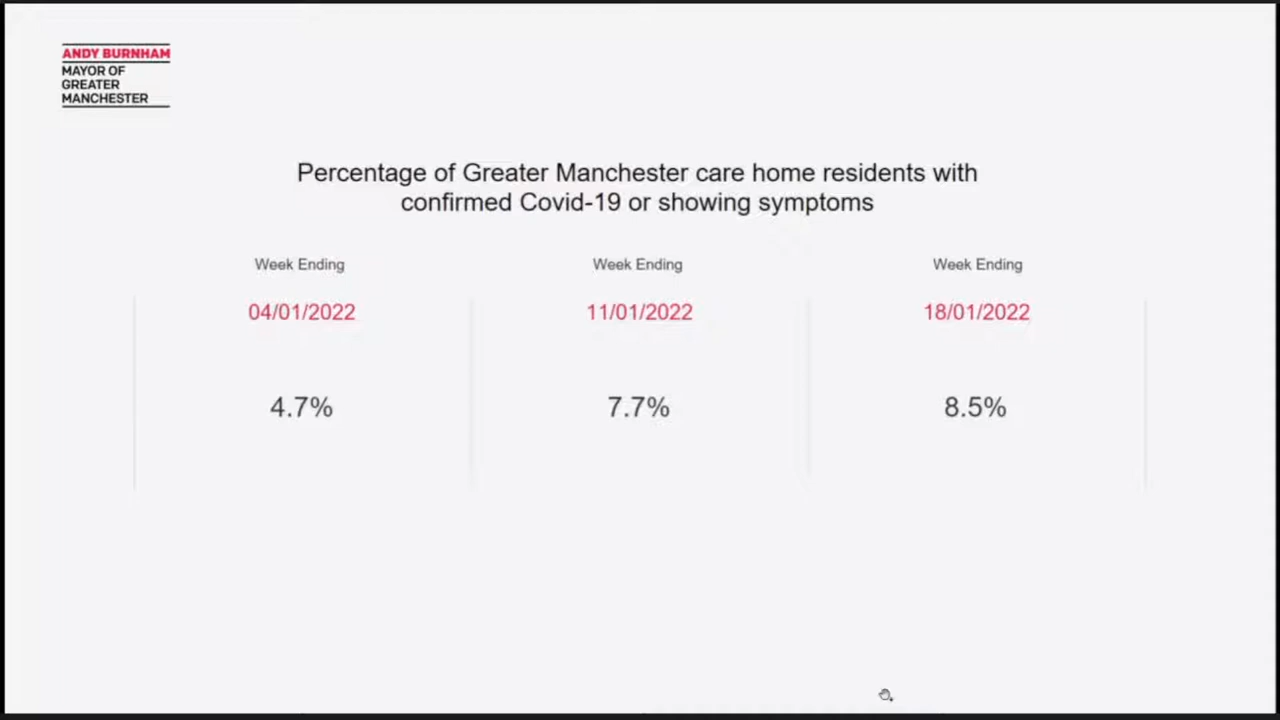 ANDY BURNHAM
MAYOR OF
GREATER
MANCHESTER
Percentage of Greater Manchester care home residents with
confirmed Covid-19 or showing symptoms
Week Ending
04/01/2022
4.7%
Week Ending
11/01/2022
7.7%
Week Ending
18/01/2022
8.5%